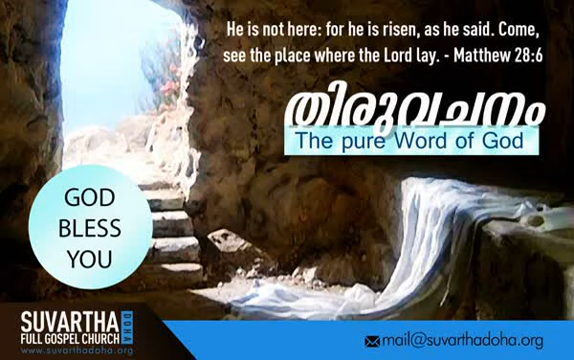 He is not here: for he is risen, as he said. Come,
see the place where the Lord lay. - Matthew 28:6
തിരുവചനം
The pure Word of God
GOD
BLESS
YOU
SUVARTHA
FULL GOSPEL CHURCH
DOHA
www.suvarthadoha.org
mail@suvarthadoha.org